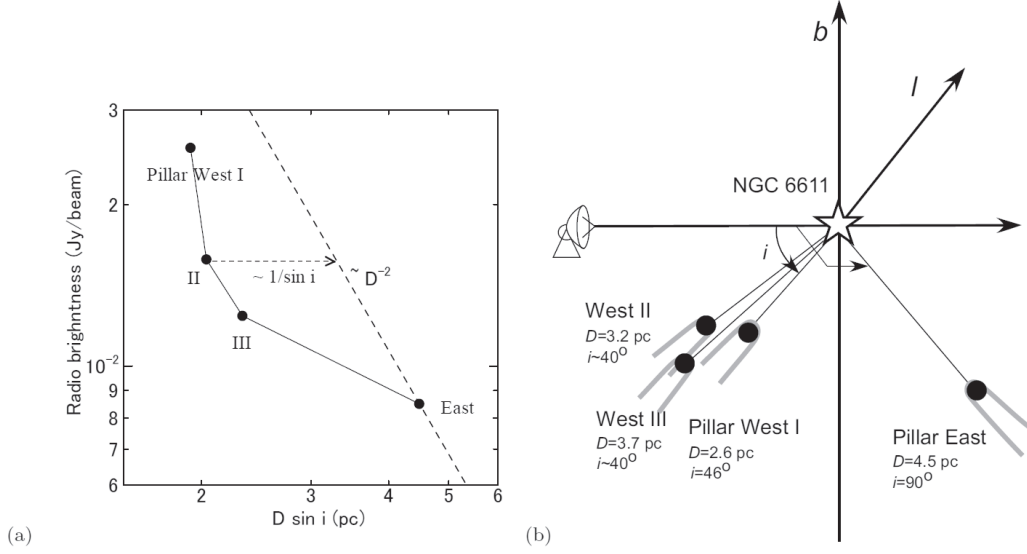 3
2
10⁻²
9
8
7
6
Radio brighntness (Jy/beam)
Pillar West I
II
~ 1/sin i
~ D⁻²
III
East
2
3
4
5
6
D sin i (pc)
(a)
b
l
NGC 6611
i
West II
D=3.2 pc
i~40°
West III
D=3.7 pc
i~40°
Pillar West I
D=2.6 pc
i=46°
Pillar East
D=4.5 pc
i=90°
(b)